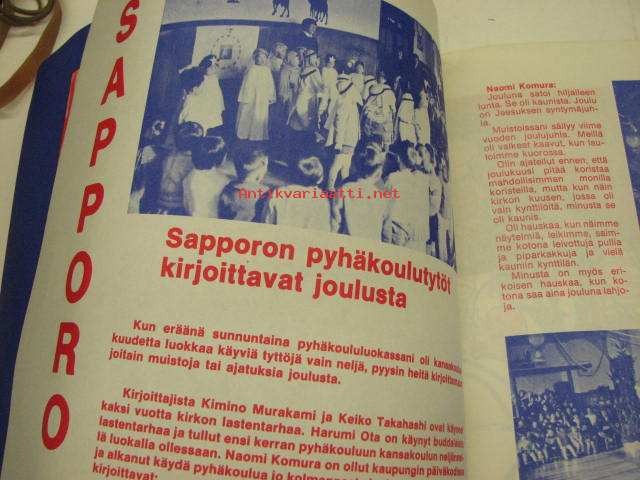 SAPPORO
Antikvariaatti.net
Sapporon pyhäkoulutytöt
kirjoittavat joulusta
Kun eräänä sunnuntaina pyhäkoululuokassani oli kansakoulun
kuudetta luokkaa käyviä tyttöjä vain neljä, pyysin heitä kirjoittamaan
joitain muistoja tai ajatuksia joulusta.
Kirjoittajista Kimino Murakami ja Keiko Takahashi ovat käyneet
kaksi vuotta kirkon lastentarhaa. Harumi Ota on käynyt buddalaista
lastentarhaa ja tullut ensi kerran pyhäkouluun kansakoulun
lä luokalla ollessaan. Naomi Komura on ollut kaupungin
ja alkanut käydä pyhäkoulua jo
kirjoittavat:
Naomi Komura:
Jouluna satoi hiljalleen
lunta. Se oli kaunista. Joulu
on Jeesuksen syntymäjuh-
la.
Muistoissani säilyy viime
vuoden joulujuhla. Meillä
oli valkeat kaavut, kun lau-
loimme kuorossa.
Olin ajatellut ennen, että
joulukuusi pitää koristaa
mahdollisimman monilla
koristeilla, mutta kun näin
kirkon kuusen, jossa oli
vain kynttilöitä, minusta se
oli kaunis.
Oli hauskaa, kun näimme
näytelmiä, leikimme, saim-
me kotona leivottuja pullia
ja piparkakkuja ja vielä
kauniin kynttilän.
Minusta on myös eri-
koisen hauskaa, kun ko-
tona saa aina jouluna lahjo-
ja.